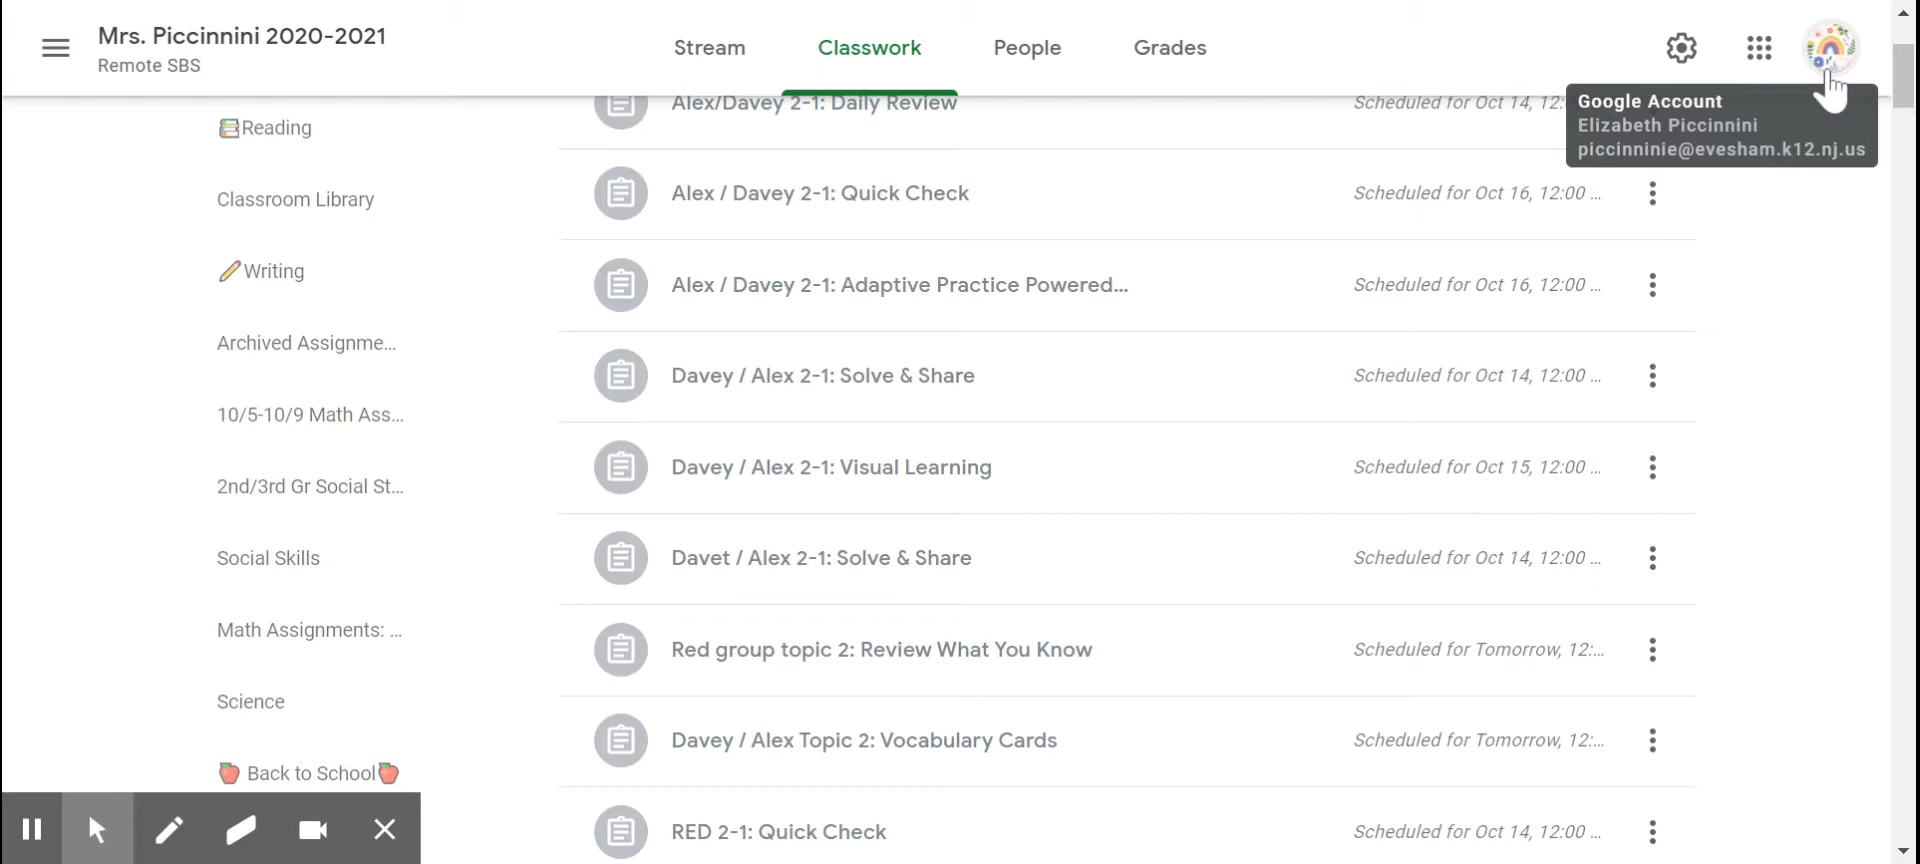 Mrs. Piccinnini 2020-2021
Remote SBS
Stream
Classwork
People
Grades
Google Account
Elizabeth Piccinnini
piccinninie@evesham.k12.nj.us
Reading
Classroom Library
Writing
Archived Assignme...
10/5-10/9 Math Ass...
2nd/3rd Gr Social St...
Social Skills
Math Assignments: ...
Science
Back to School
Alex/Davey 2-1: Daily Review
Scheduled for Oct 14, 12:
Alex / Davey 2-1: Quick Check
Scheduled for Oct 16, 12:00 ...
Alex / Davey 2-1: Adaptive Practice Powered...
Scheduled for Oct 16, 12:00 ...
Davey / Alex 2-1: Solve & Share
Scheduled for Oct 14, 12:00 ...
Davey / Alex 2-1: Visual Learning
Scheduled for Oct 15, 12:00 ...
Davet / Alex 2-1: Solve & Share
Scheduled for Oct 14, 12:00 ...
Red group topic 2: Review What You Know
Scheduled for Tomorrow, 12:...
Davey / Alex Topic 2: Vocabulary Cards
Scheduled for Tomorrow, 12:...
RED 2-1: Quick Check
Scheduled for Oct 14, 12:00 ...